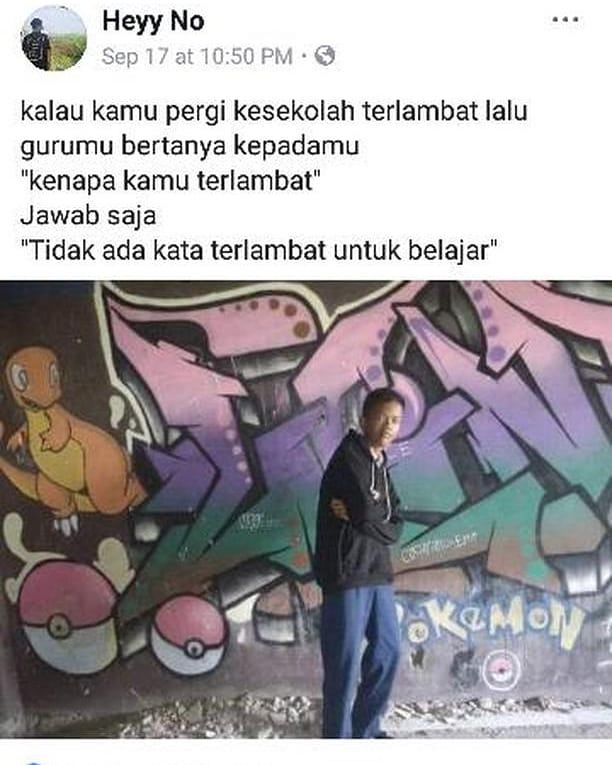 Heyy No
Sep 17 at 10:50 PM
kalau kamu pergi kesekolah terlambat lalu
gurumu bertanya kepadamu
"kenapa kamu terlambat"
Jawab saja
"Tidak ada kata terlambat untuk belajar"
PokeMoN